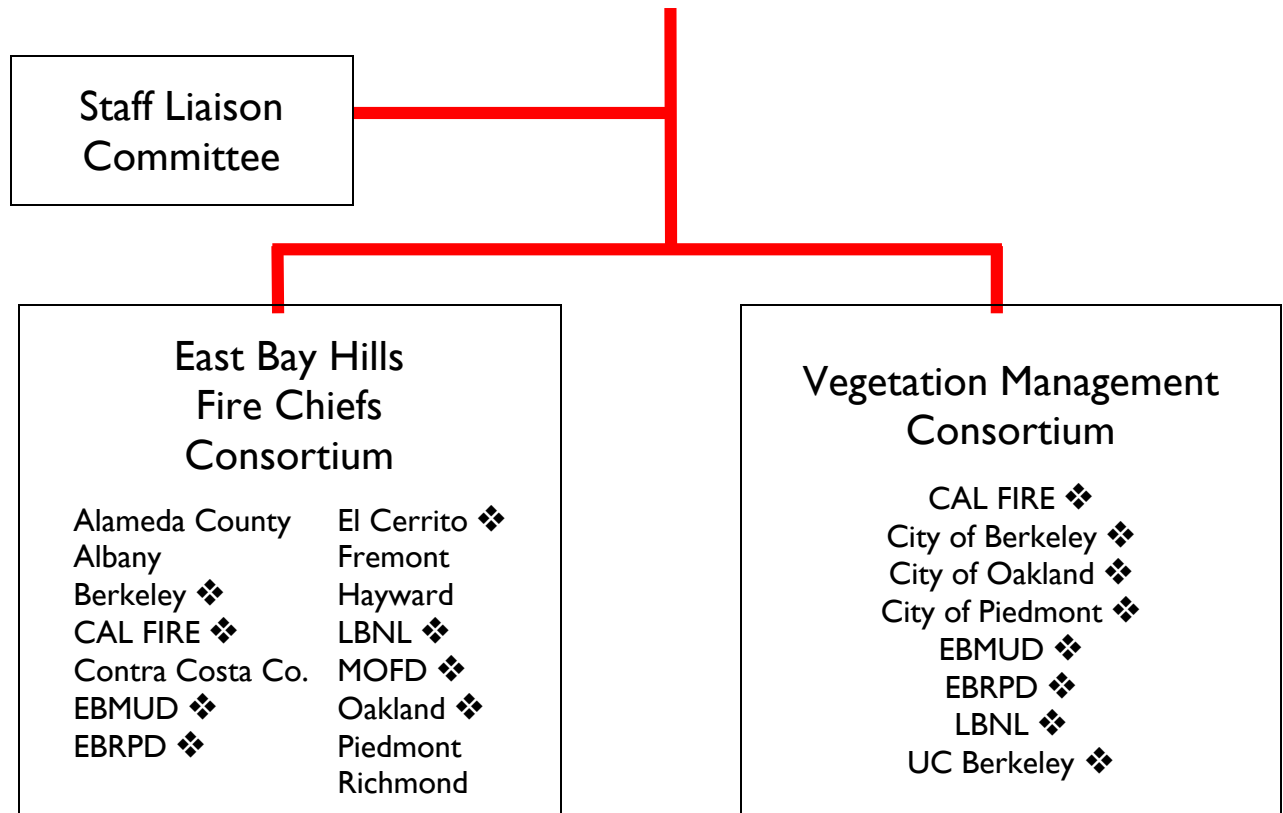 Staff Liaison
Committee
East Bay Hills
Fire Chiefs
Consortium
Alameda County
Albany
Berkeley ❖
CAL FIRE ❖
Contra Costa Co.
EBMUD ❖
EBRPD ❖
El Cerrito ❖
Fremont
Hayward
LBNL ❖
MOFD ❖
Oakland ❖
Piedmont
Richmond
Vegetation Management
Consortium
CAL FIRE ❖
City of Berkeley ❖
City of Oakland ❖
City of Piedmont ❖
EBMUD ❖
EBRPD ❖
LBNL ❖
UC Berkeley ❖